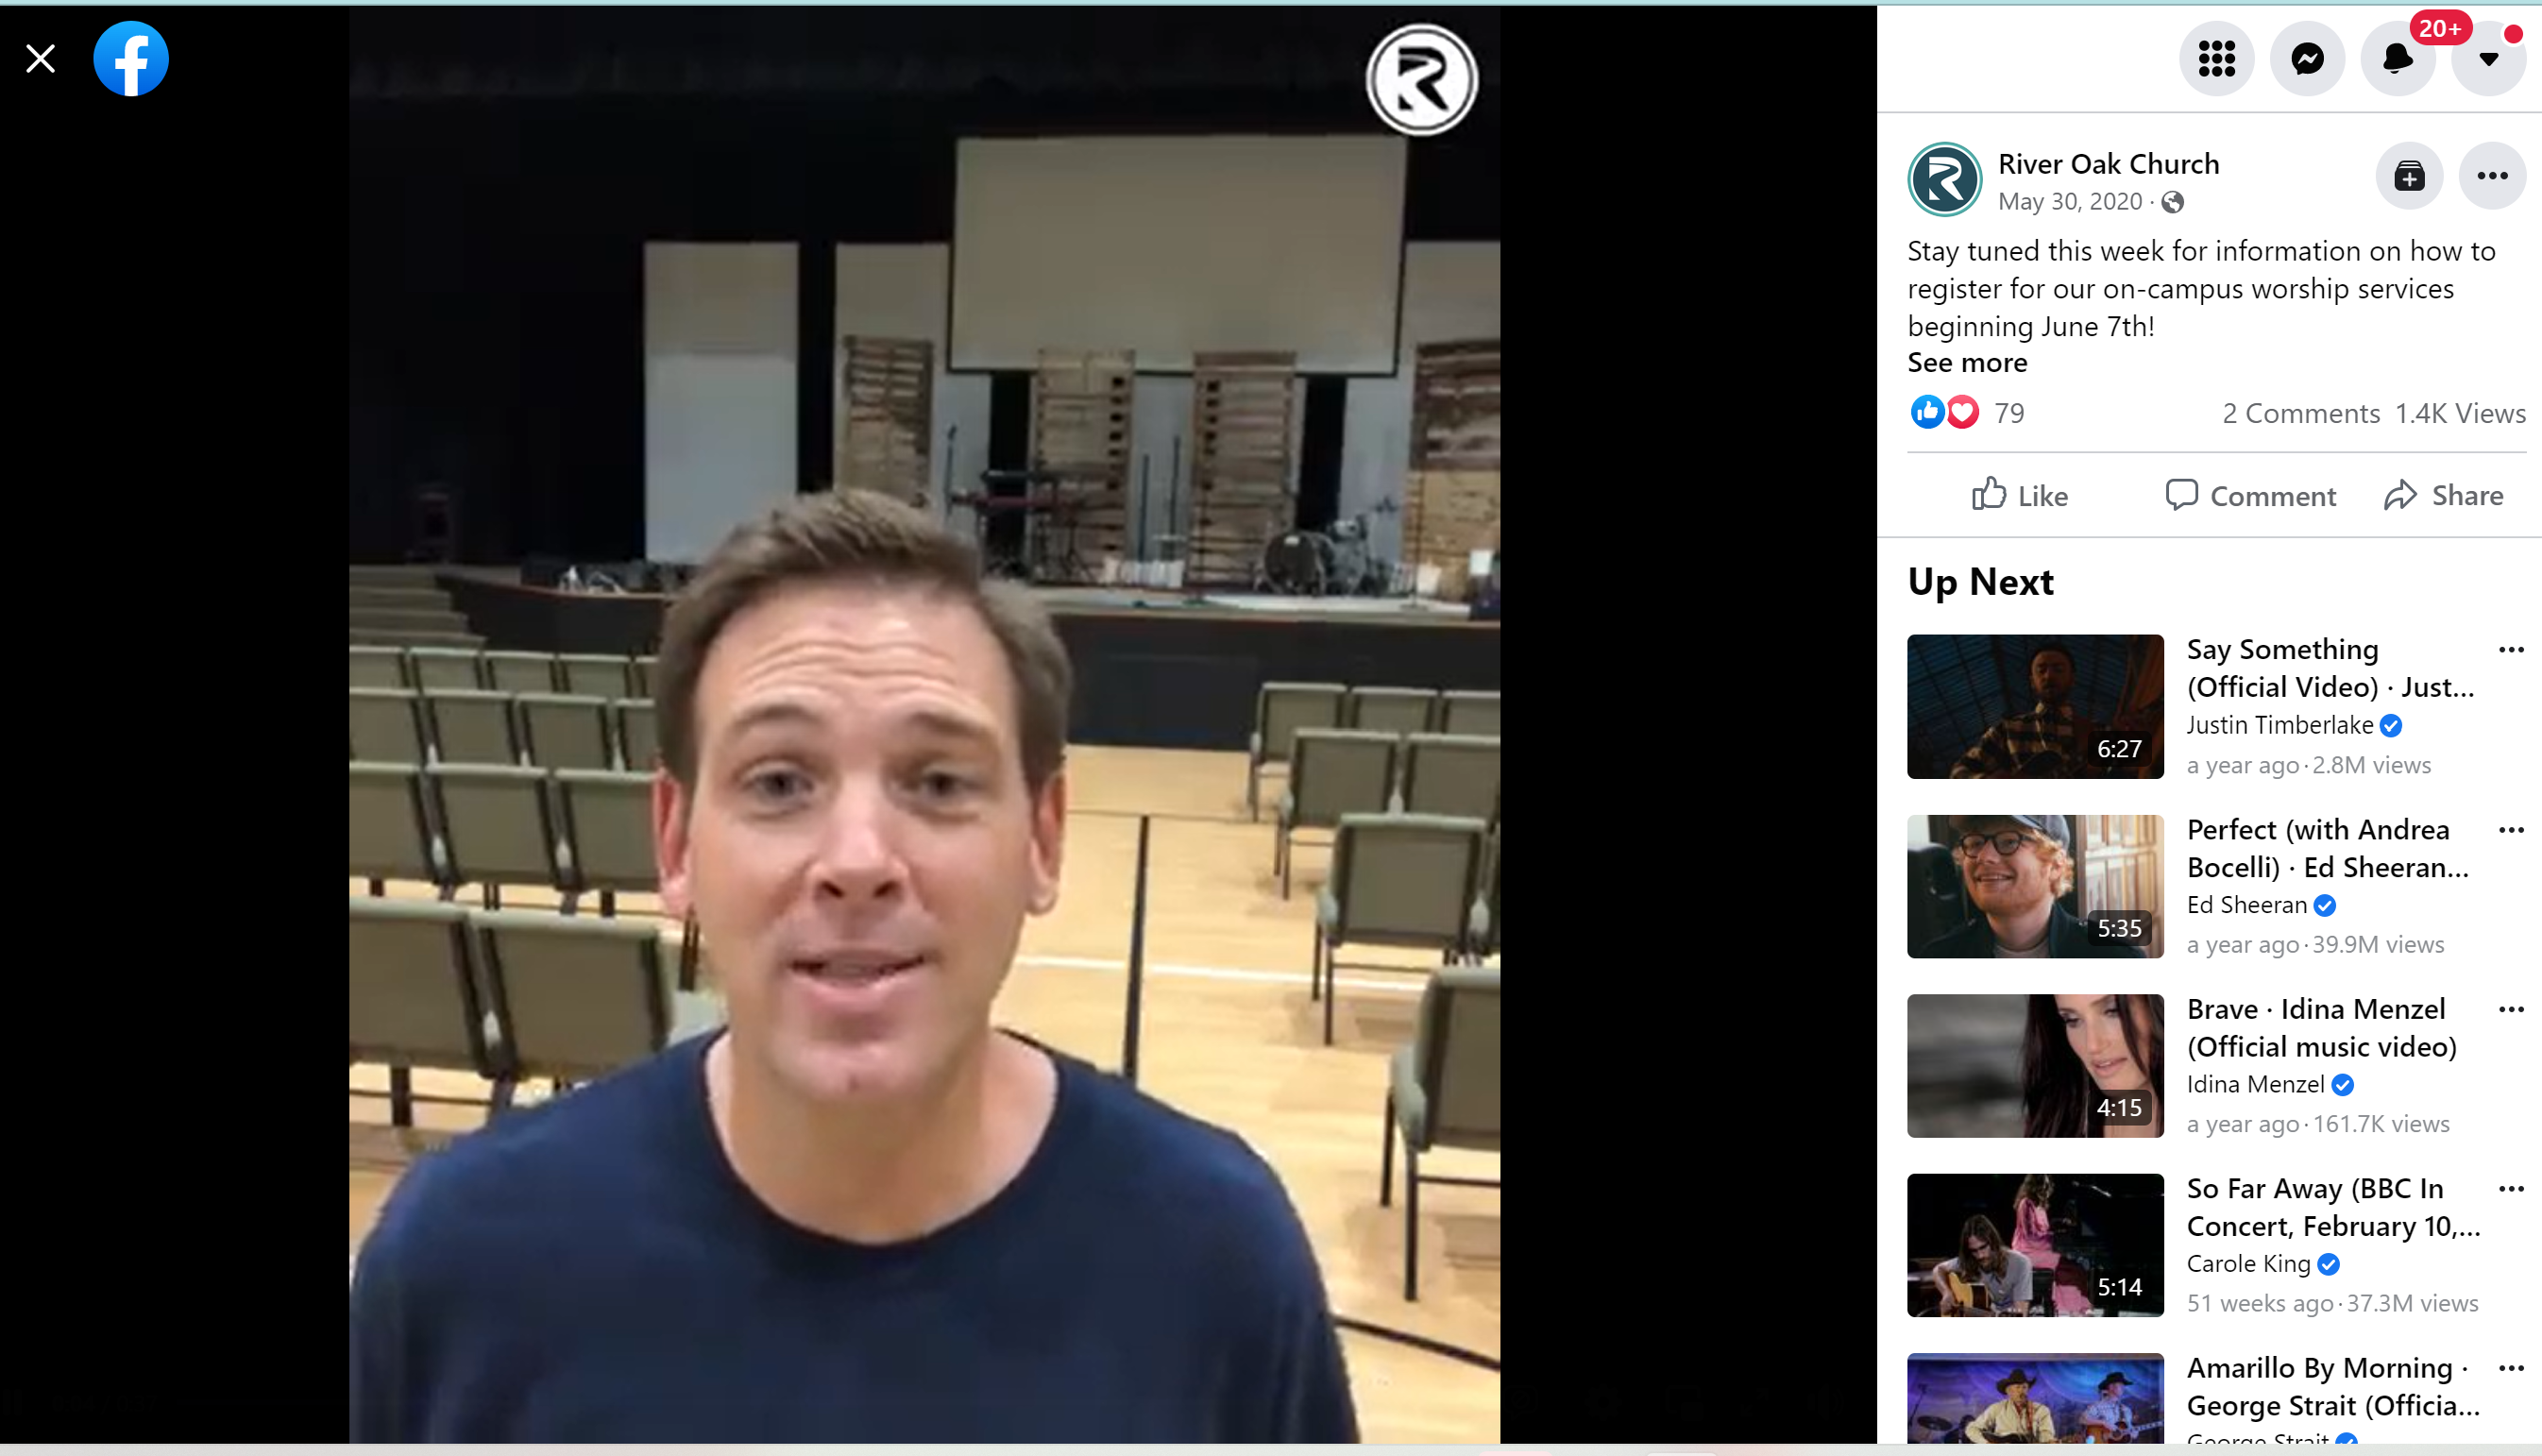 20+
River Oak Church
May 30, 2020 ·
Stay tuned this week for information on how to
register for our on-campus worship services
beginning June 7th!
See more
79
2 Comments 1.4K Views
Like
Comment
Share
Up Next
Say Something
(Official Video) · Just...
Justin Timberlake
a year ago · 2.8M views
6:27
Perfect (with Andrea
Bocelli) · Ed Sheeran...
Ed Sheeran
a year ago · 39.9M views
5:35
Brave · Idina Menzel
(Official music video)
Idina Menzel
a year ago · 161.7K views
4:15
So Far Away (BBC In
Concert, February 10,...
Carole King
51 weeks ago · 37.3M views
5:14
Amarillo By Morning ·
George Strait (Officia...
George Strait